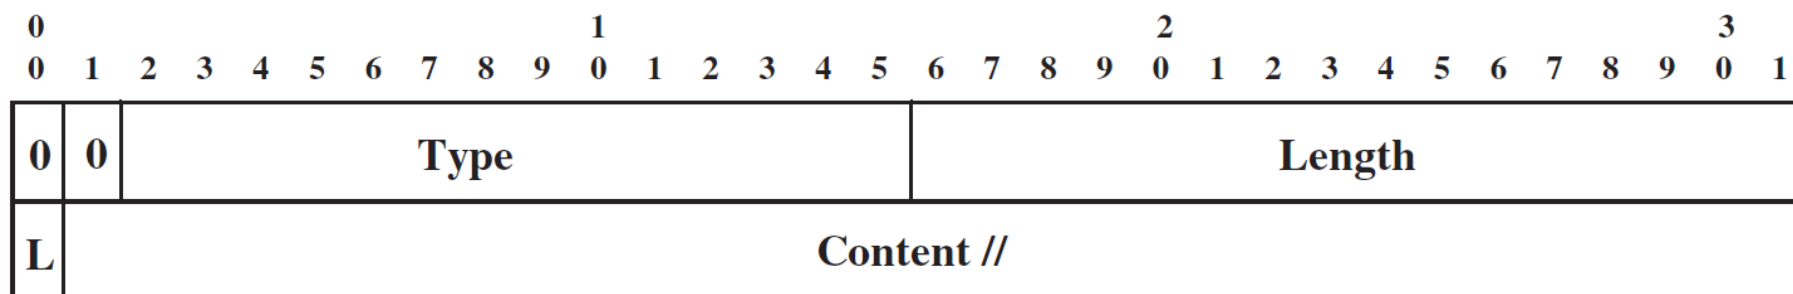 0 1 2 3
0 1 2 3 4 5 6 7 8 9 0 1 2 3 4 5 6 7 8 9 0 1 2 3 4 5 6 7 8 9 0 1
0 0 Type Length
L Content //